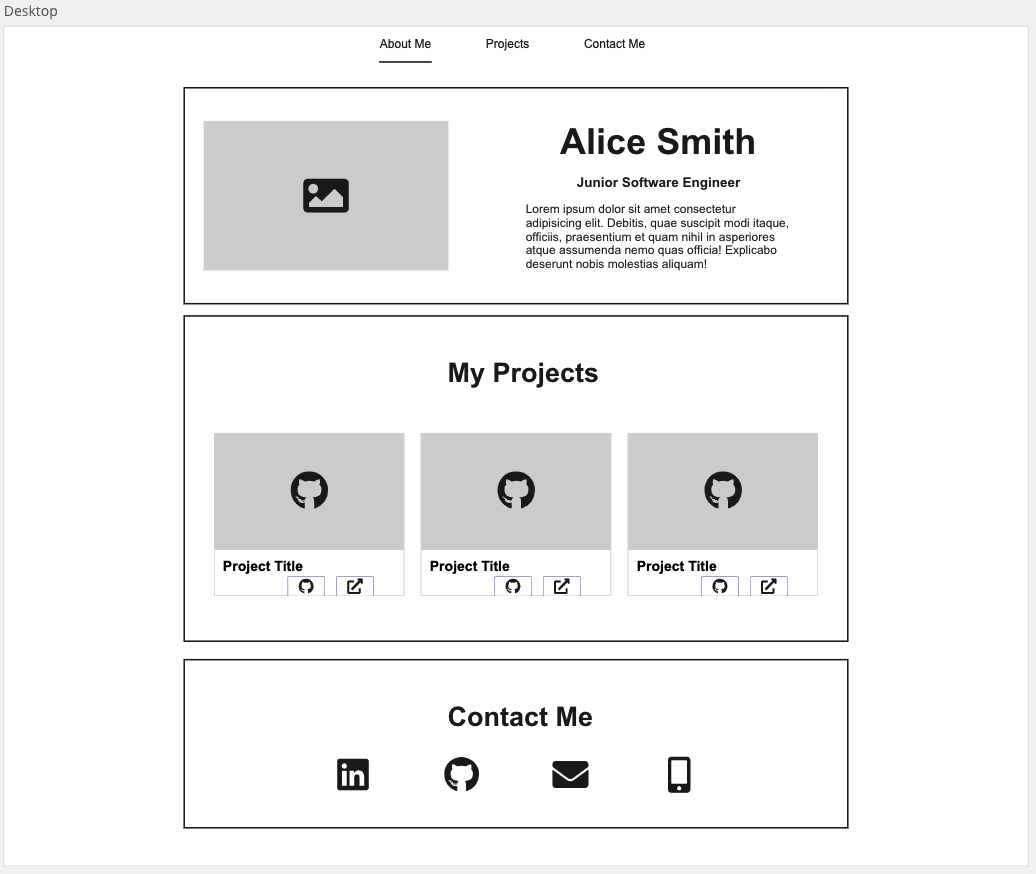 Desktop
About Me
Projects
Contact Me
Alice Smith
Junior Software Engineer
Lorem ipsum dolor sit amet consectetur
adipisicing elit. Debitis, quae suscipit modi itaque,
officiis, praesentium et quam nihil in asperiores
atque assumenda nemo quas officia! Explicabo
deserunt nobis molestias aliquam!
My Projects
Project Title
Project Title
Project Title
Contact Me
in